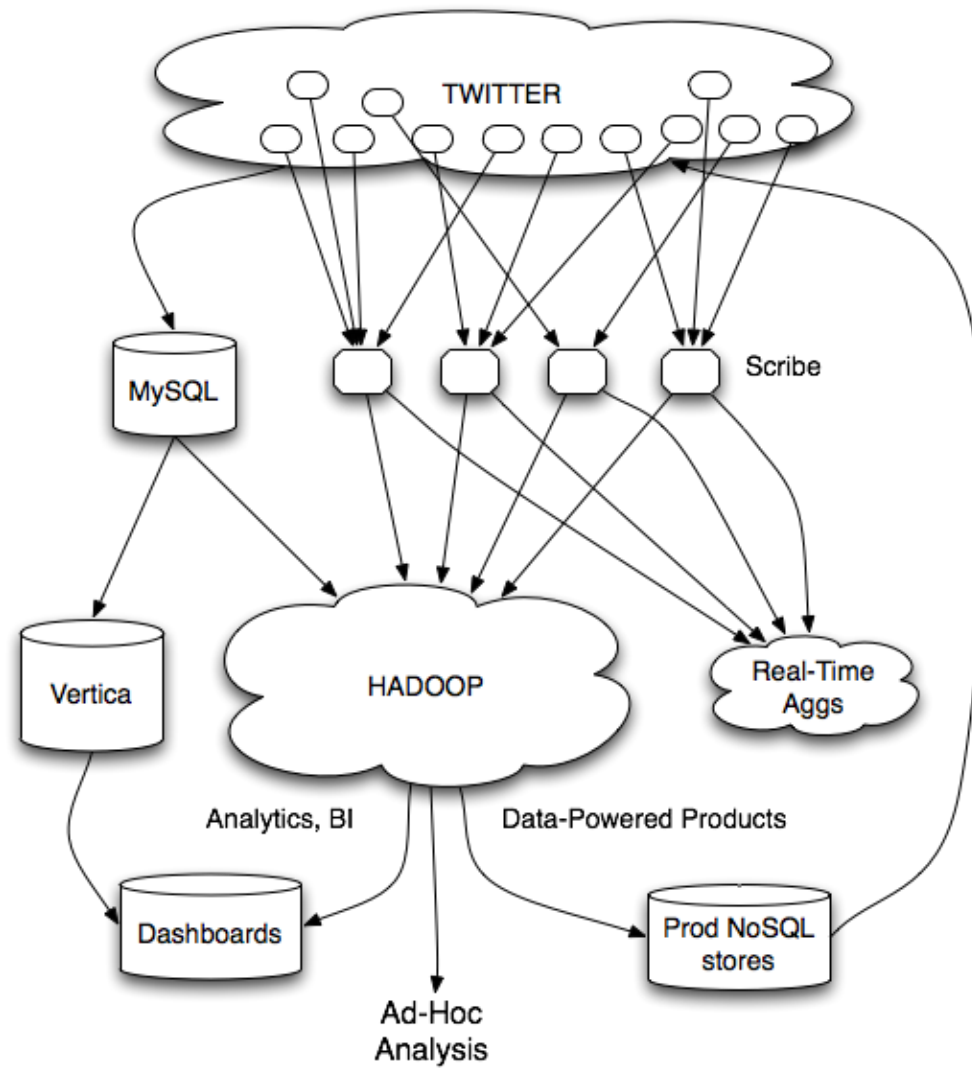 TWITTER
MySQL
Scribe
Vertica
HADOOP
Real-Time
Aggs
Analytics, BI
Data-Powered Products
Dashboards
Prod NoSQL
stores
Ad-Hoc
Analysis